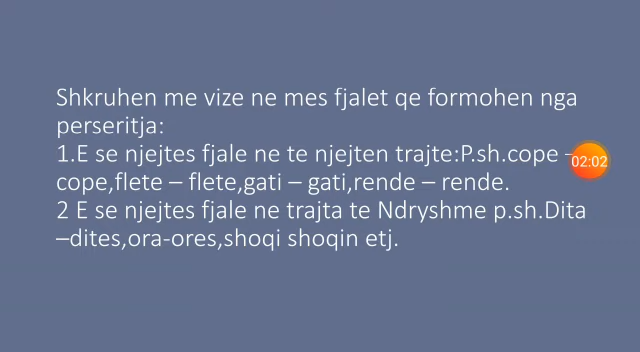 Shkruhen me vize ne mes fjalet qe formohen nga
perseritja:
1.E se njejtes fjale ne te njejten trajte:P.sh.cope –
02:02
cope,flete – flete,gati – gati,rende – rende.
2 E se njejtes fjale ne trajta te Ndryshme p.sh.Dita
–dites,ora-ores,shoqi shoqin etj.